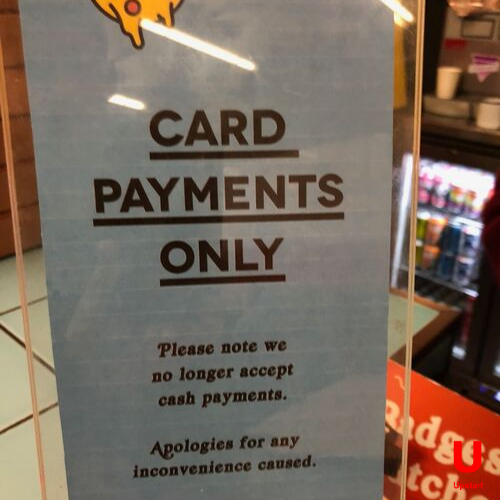 CARD
PAYMENTS
ONLY
Please note we
no longer accept
cash payments.
Apologies for any
inconvenience caused.
U